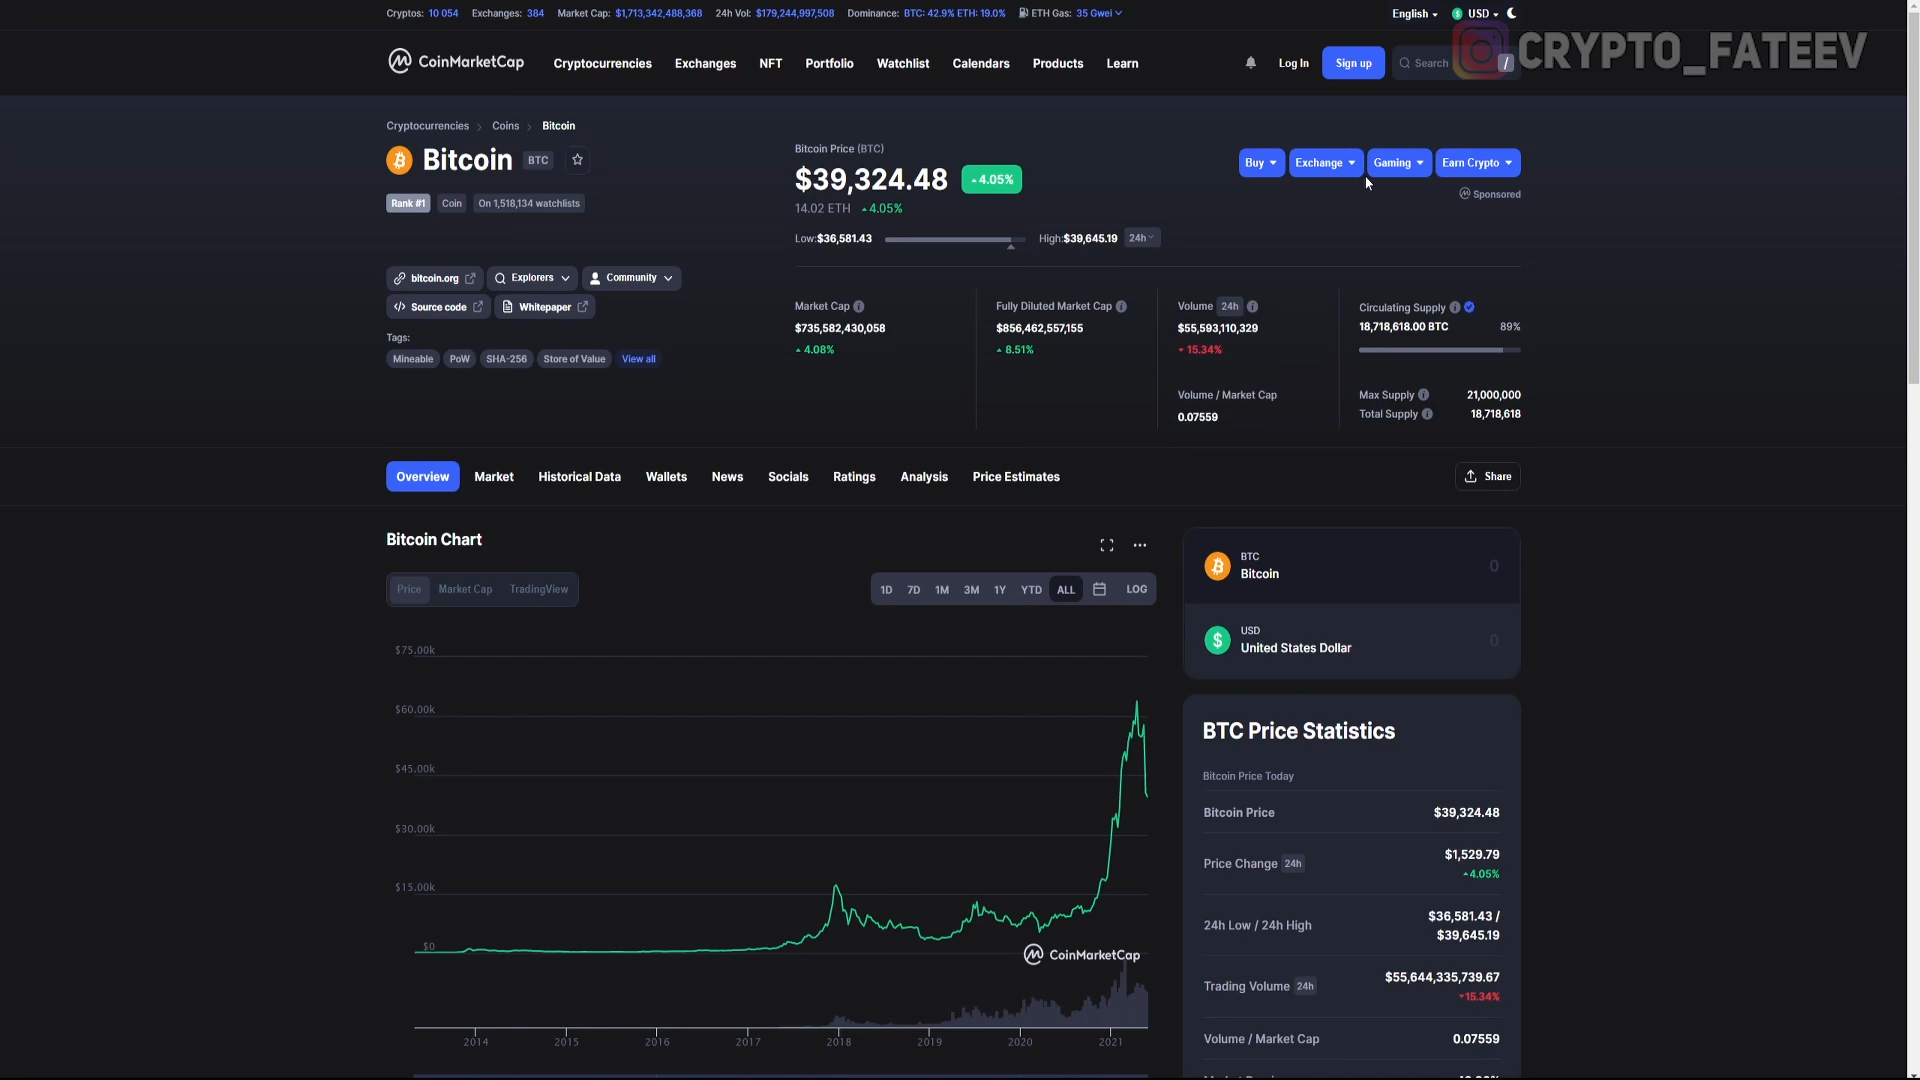 Cryptos: 10 054 Exchanges: 384 Market Cap: $1,713,342,488,368 24h Vol: $179,244,997,508 Dominance: BTC: 42.9% ETH: 19.0% ETH Gas: 35 Gwei English USD
CoinMarketCap Cryptocurrencies Exchanges NFT Portfolio Watchlist Calendars Products Learn Log In Sign up Search / CRYPTO_FATEEV
Cryptocurrencies Coins Bitcoin
Bitcoin BTC
Rank #1 Coin On 1,518,134 watchlists
bitcoin.org Explorers Community
Source code Whitepaper
Tags:
Mineable PoW SHA-256 Store of Value View all
Bitcoin Price (BTC)
$39,324.48 4.05%
14.02 ETH 4.05%
Low:$36,581.43 High:$39,645.19 24h
Buy Exchange Gaming Earn Crypto
Sponsored
Market Cap
$735,582,430,058
4.08%
Fully Diluted Market Cap
$856,462,557,155
8.51%
Volume 24h
$55,593,110,329
15.34%
Volume / Market Cap
0.07559
Circulating Supply
18,718,618.00 BTC 89%
Max Supply 21,000,000
Total Supply 18,718,618
Overview Market Historical Data Wallets News Socials Ratings Analysis Price Estimates Share
Bitcoin Chart
Price Market Cap TradingView 1D 7D 1M 3M 1Y YTD ALL LOG
$75.00k
$60.00k
$45.00k
$30.00k
$15.00k
$0
CoinMarketCap
2014 2015 2016 2017 2018 2019 2020 2021
BTC
Bitcoin 0
USD
United States Dollar 0
BTC Price Statistics
Bitcoin Price Today
Bitcoin Price $39,324.48
Price Change 24h $1,529.79
4.05%
24h Low / 24h High $36,581.43 /
$39,645.19
Trading Volume 24h $55,644,335,739.67
15.34%
Volume / Market Cap 0.07559